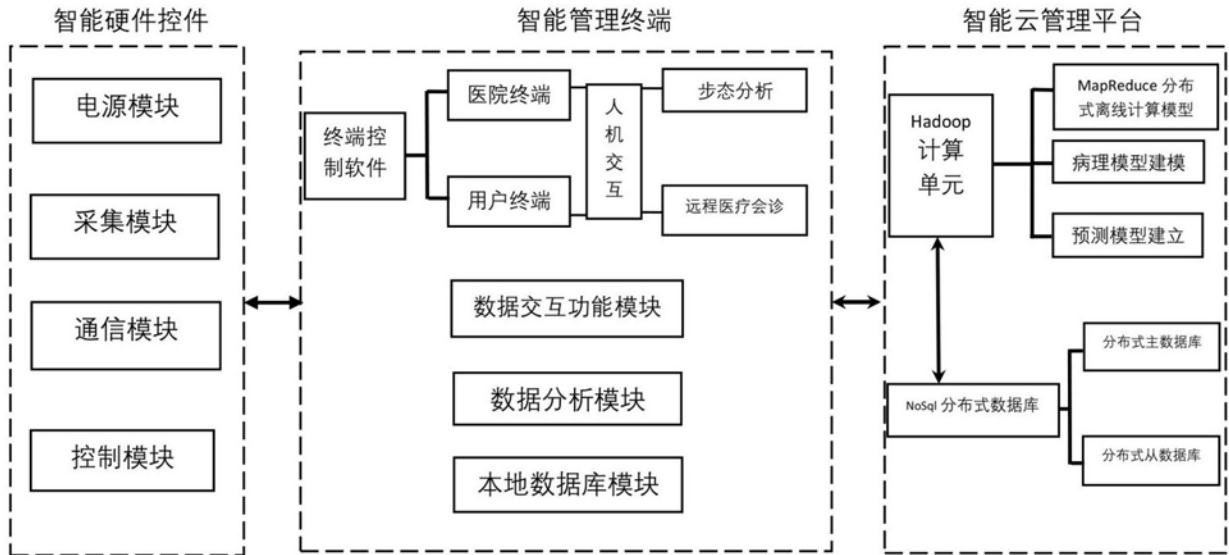 智能硬件控件
电源模块
采集模块
通信模块
控制模块
智能管理终端
终端控
制软件
医院终端
用户终端
人
机
交
互
步态分析
远程医疗会诊
数据交互功能模块
数据分析模块
本地数据库模块
智能云管理平台
Hadoop
计算
单元
MapReduce 分布
式离线计算模型
病理模型建模
预测模型建立
NoSql 分布式数据库
分布式主数据库
分布式从数据库